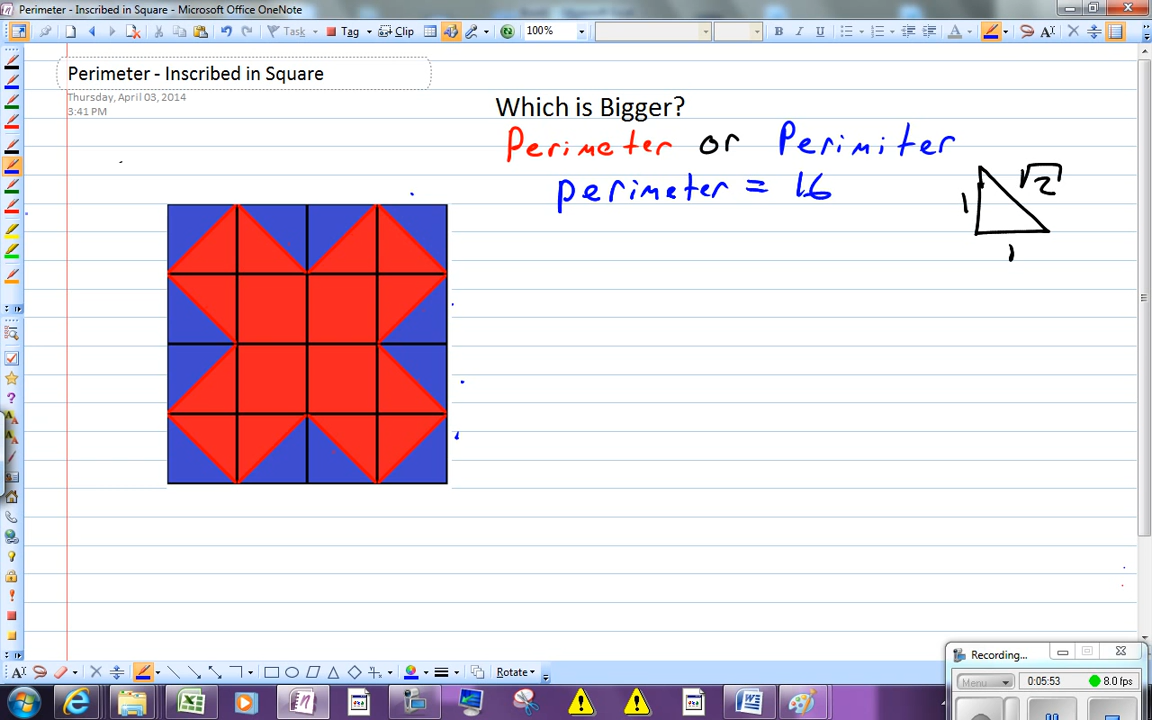 Perimeter - Inscribed in Square - Microsoft Office OneNote
Task Tag Clip 100% B I U A
Perimeter - Inscribed in Square
Thursday, April 03, 2014
3:41 PM
Which is Bigger?
Perimeter or Perimiter
perimeter = 16
1 √2
1
Recording...
Menu 0:05:53 8.0 fps
Rotate